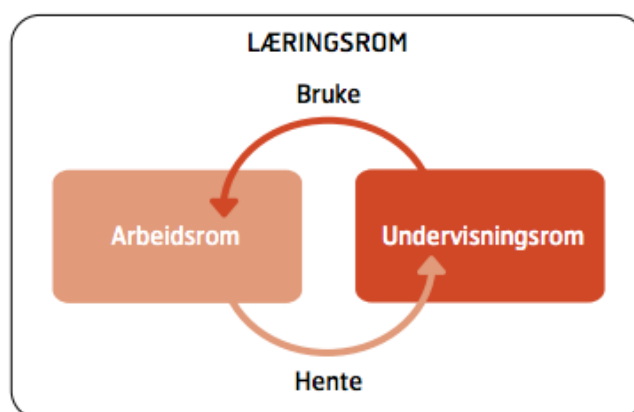 LÆRINGSROM
Bruke
Arbeidsrom
Undervisningsrom
Hente